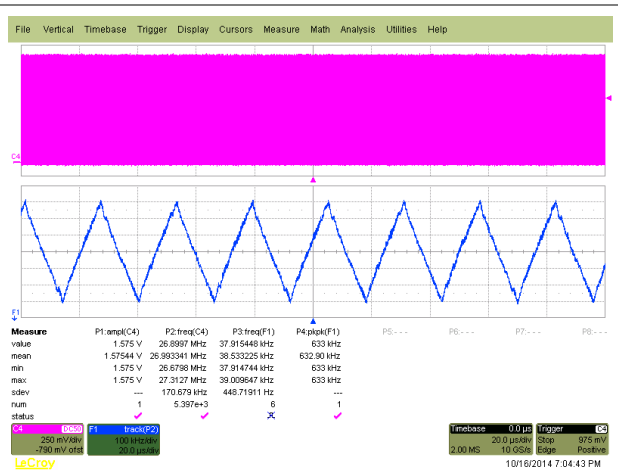 File Vertical Timebase Trigger Display Cursors Measure Math Analysis Utilities Help
C4
F1
Measure P1:ampl(C4) P2:freq(C4) P3:freq(F1) P4:pkpk(F1) P5:- - - P6:- - - P7:- - - P8:- - -
value 1.575 V 26.8997 MHz 37.915448 kHz 633 kHz
mean 1.57544 V 26.993341 MHz 38.533225 kHz 632.90 kHz
min 1.575 V 26.6798 MHz 37.914744 kHz 633 kHz
max 1.575 V 27.3127 MHz 39.009647 kHz 633 kHz
sdev --- 170.679 kHz 448.71911 Hz ---
num 1 5.397e+3 6 1
status
C4 DC50 F1 track(P2) Timebase 0.0 µs Trigger C4
250 mV/div 100 kHz/div 20.0 µs/div Stop 975 mV
-790 mV ofst 20.0 µs/div 2.00 MS 10 GS/s Edge Positive
LeCroy 10/16/2014 7:04:43 PM